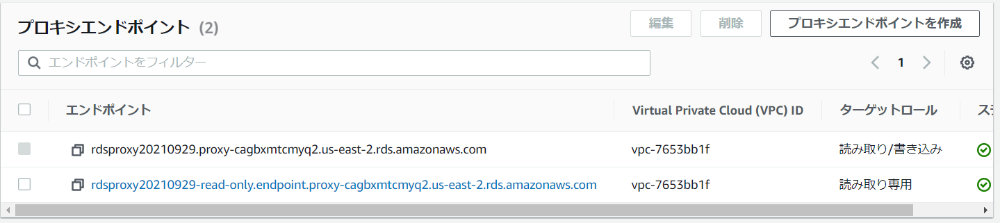 プロキシエンドポイント (2)
編集
削除
プロキシエンドポイントを作成
エンドポイントをフィルター
1
エンドポイント
Virtual Private Cloud (VPC) ID
ターゲットロール
ステ
rdsproxy20210929.proxy-cagbxmtcmyq2.us-east-2.rds.amazonaws.com
vpc-7653bb1f
読み取り/書き込み
rdsproxy20210929-read-only.endpoint.proxy-cagbxmtcmyq2.us-east-2.rds.amazonaws.com
vpc-7653bb1f
読み取り専用